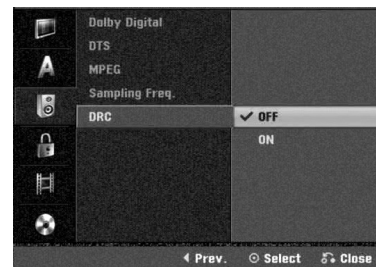 Dolby Digital
DTS
MPEG
Sampling Freq.
DRC
✓ OFF
ON
A
Prev.
Select
Close